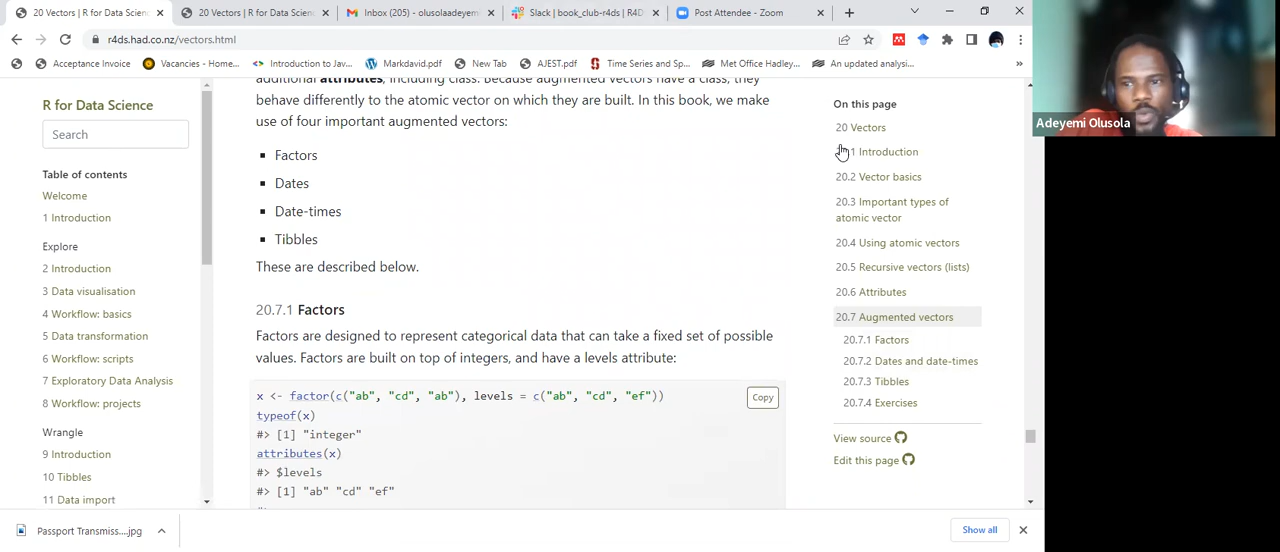 20 Vectors | R for Data Science
20 Vectors | R for Data Science
Inbox (205) - olusolaadeyem
Slack | book_club-r4ds | R4D
Post Attendee - Zoom
r4ds.had.co.nz/vectors.html
Acceptance Invoice
Vacancies - Home...
Introduction to Jav...
Markdavid.pdf
New Tab
AJEST.pdf
Time Series and Sp...
Met Office Hadley...
An updated analysi...
R for Data Science
Search
Table of contents
Welcome
1 Introduction
Explore
2 Introduction
3 Data visualisation
4 Workflow: basics
5 Data transformation
6 Workflow: scripts
7 Exploratory Data Analysis
8 Workflow: projects
Wrangle
9 Introduction
10 Tibbles
11 Data import
additional attributes, including class. Because augmented vectors have a class, they
behave differently to the atomic vector on which they are built. In this book, we make
use of four important augmented vectors:
▪ Factors
▪ Dates
▪ Date-times
▪ Tibbles
These are described below.
20.7.1 Factors
Factors are designed to represent categorical data that can take a fixed set of possible
values. Factors are built on top of integers, and have a levels attribute:
x <- factor(c("ab", "cd", "ab"), levels = c("ab", "cd", "ef"))
Copy
typeof(x)
#> [1] "integer"
attributes(x)
#> $levels
#> [1] "ab" "cd" "ef"
On this page
20 Vectors
1 Introduction
20.2 Vector basics
20.3 Important types of
atomic vector
20.4 Using atomic vectors
20.5 Recursive vectors (lists)
20.6 Attributes
20.7 Augmented vectors
20.7.1 Factors
20.7.2 Dates and date-times
20.7.3 Tibbles
20.7.4 Exercises
View source
Edit this page
Adeyemi Olusola
Passport Transmiss....jpg
Show all